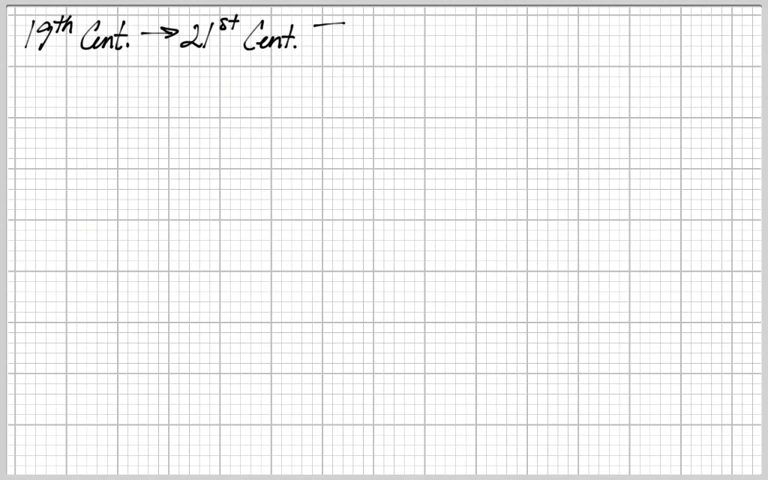 19th Cent. → 21st Cent. —